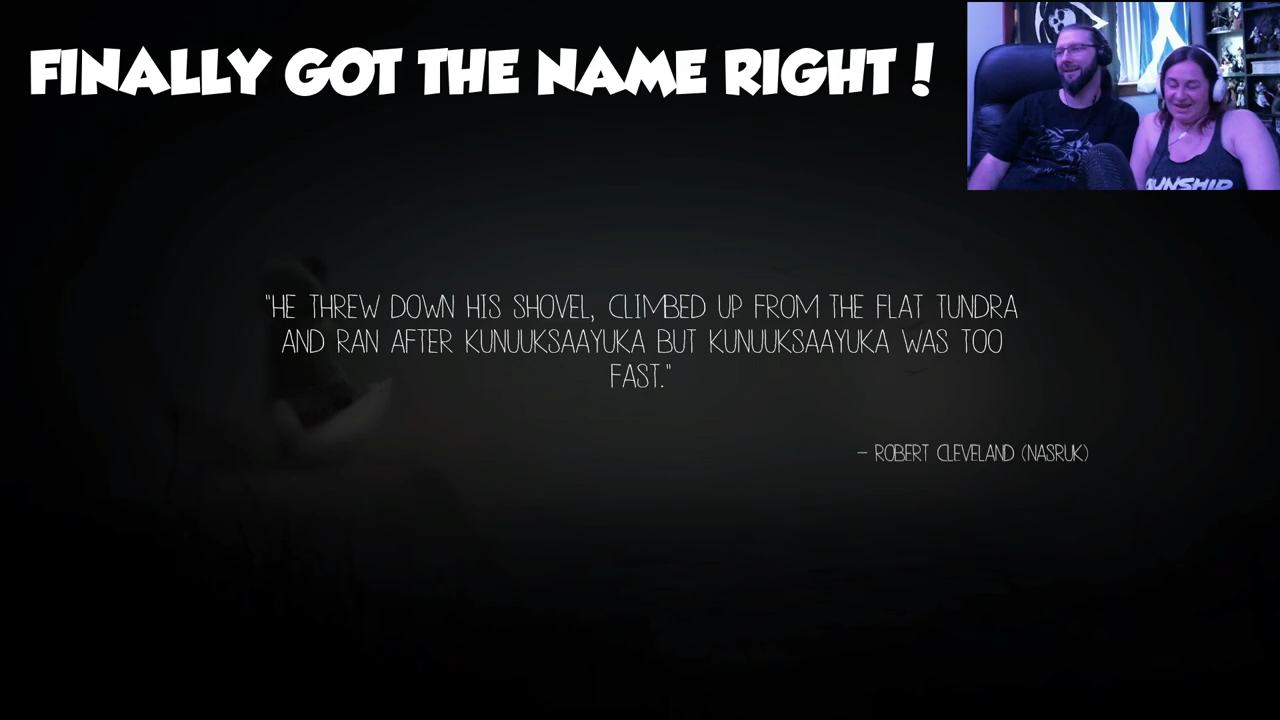 FINALLY GOT THE NAME RIGHT!
"HE THREW DOWN HIS SHOVEL, CLIMBED UP FROM THE FLAT TUNDRA
AND RAN AFTER KUNUUKSAAYUKA BUT KUNUUKSAAYUKA WAS TOO
FAST."
- ROBERT CLEVELAND (NASRUK)
GUNSHIP